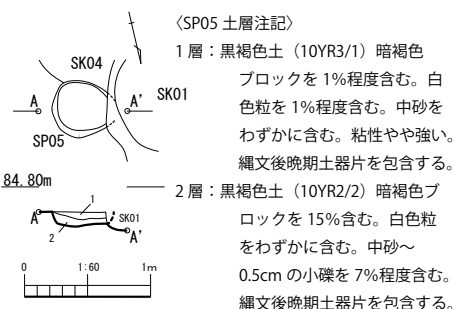 SK04
A
A'
SK01
SP05
84.80m
1
A
SK01
2
A'
0
1:60
1m
〈SP05 土層注記〉
1 層：黒褐色土（10YR3/1）暗褐色
ブロックを 1%程度含む。白
色粒を 1%程度含む。中砂を
わずかに含む。粘性やや強い。
縄文後晩期土器片を包含する。
2 層：黒褐色土（10YR2/2）暗褐色ブ
ロックを 15%含む。白色粒
をわずかに含む。中砂～
0.5cm の小礫を 7%程度含む。
縄文後晩期土器片を包含する。